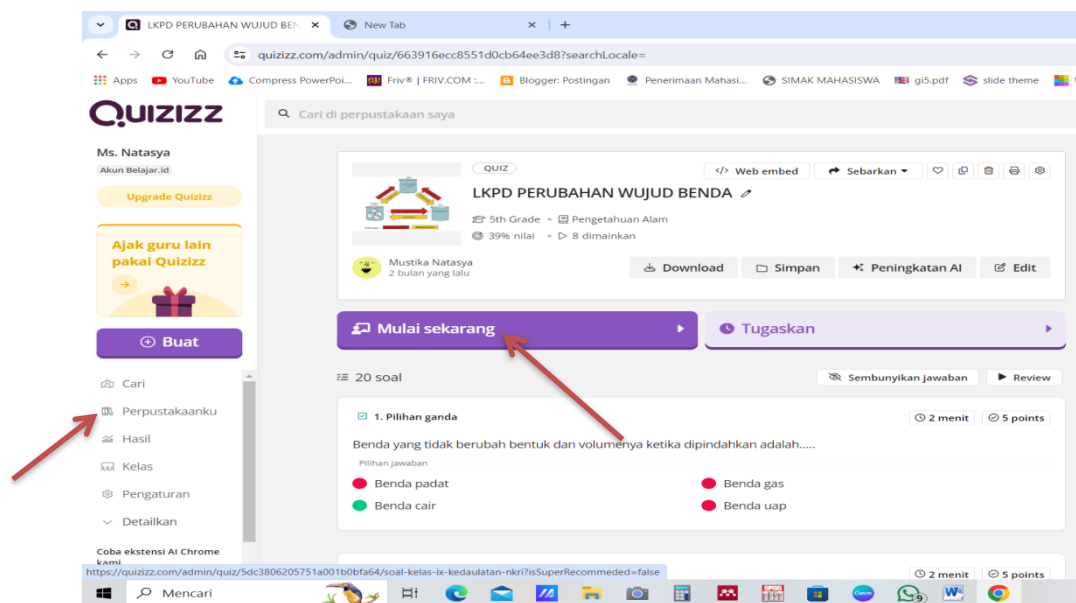 LKPD PERUBAHAN WUJUD BEN
New Tab
quizizz.com/admin/quiz/663916ecc8551d0cb64ee3d8?searchLocale=
Apps YouTube Compress PowerPoi... Friv® | FRIV.COM :... Blogger: Postingan Penerimaan Mahasi... SIMAK MAHASISWA gi5.pdf slide theme
QUIZIZZ
Cari di perpustakaan saya
Ms. Natasya
Akun Belajar.id
Upgrade Quizizz
Ajak guru lain
pakai Quizizz
Buat
Cari
Perpustakaanku
Hasil
Kelas
Pengaturan
Detailkan
Coba ekstensi AI Chrome
kami
QUIZ
Web embed Sebarkan
LKPD PERUBAHAN WUJUD BENDA
5th Grade Pengetahuan Alam
39% nilai 8 dimainkan
Mustika Natasya
2 bulan yang lalu
Download Simpan Peningkatan AI Edit
Mulai sekarang
Tugaskan
20 soal
Sembunyikan jawaban Review
1. Pilihan ganda
2 menit 5 points
Benda yang tidak berubah bentuk dan volumenya ketika dipindahkan adalah.....
Pilihan jawaban
Benda padat
Benda gas
Benda cair
Benda uap
2 menit 5 points
https://quizizz.com/admin/quiz/5dc3806205751a001b0bfa64/soal-kelas-ix-kedaulatan-nkri?isSuperRecommeded=false
Mencari
9